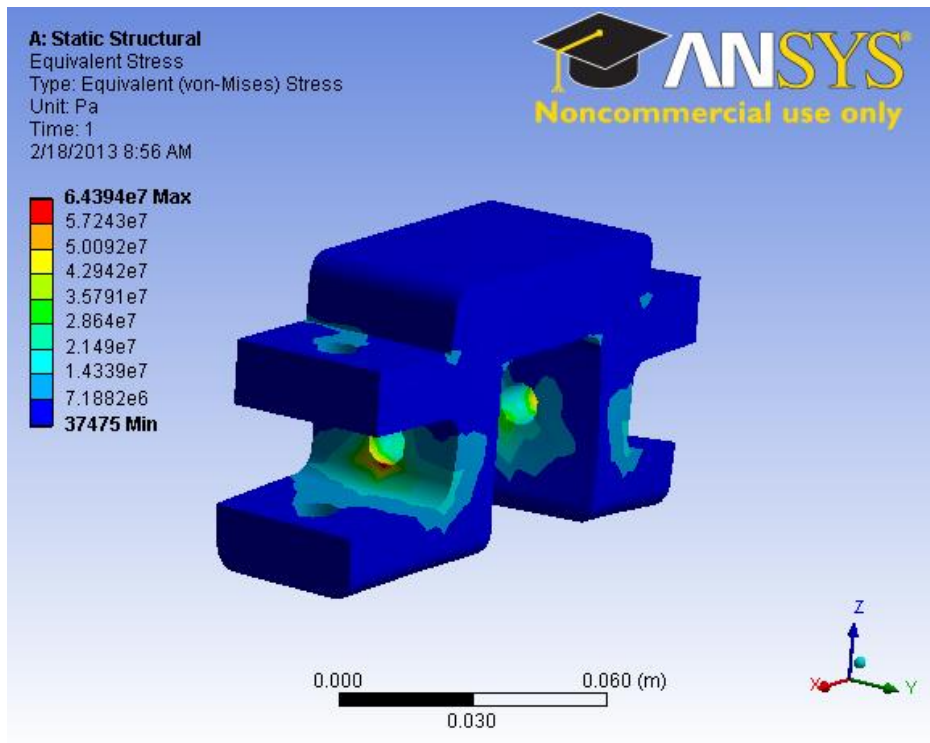 A: Static Structural
Equivalent Stress
Type: Equivalent (von-Mises) Stress
Unit: Pa
Time: 1
2/18/2013 8:56 AM
ANSYS®
Noncommercial use only
6.4394e7 Max
5.7243e7
5.0092e7
4.2942e7
3.5791e7
2.864e7
2.149e7
1.4339e7
7.1882e6
37475 Min
0.000
0.060 (m)
0.030
Z
X
Y